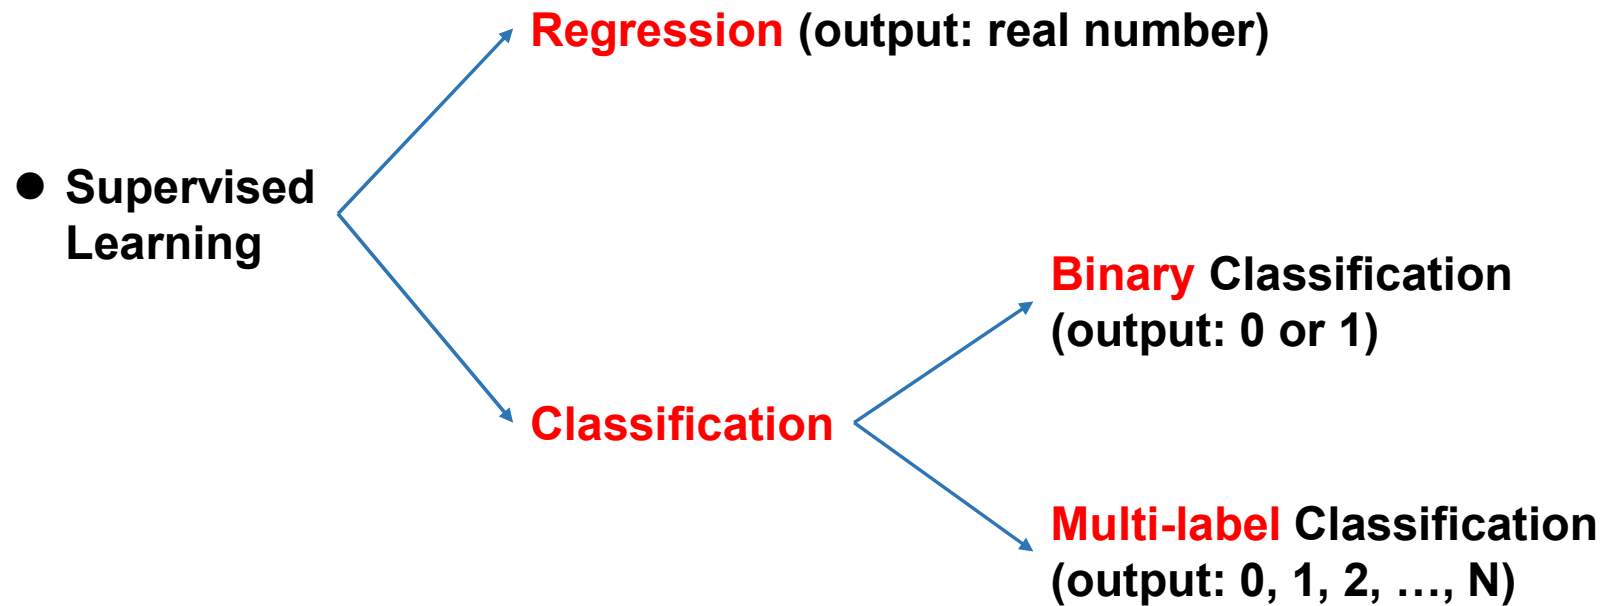 Regression (output: real number)
● Supervised
Learning
Binary Classification
(output: 0 or 1)
Classification
Multi-label Classification
(output: 0, 1, 2, …, N)